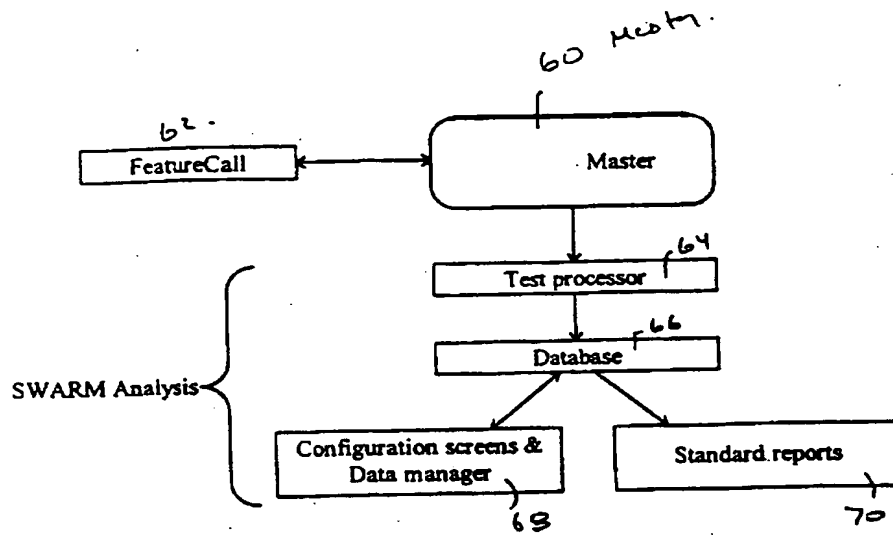 60
62.
FeatureCall
Master
64
Test processor
66
Database
SWARM Analysis
Configuration screens &
Data manager
Standard reports
68
70